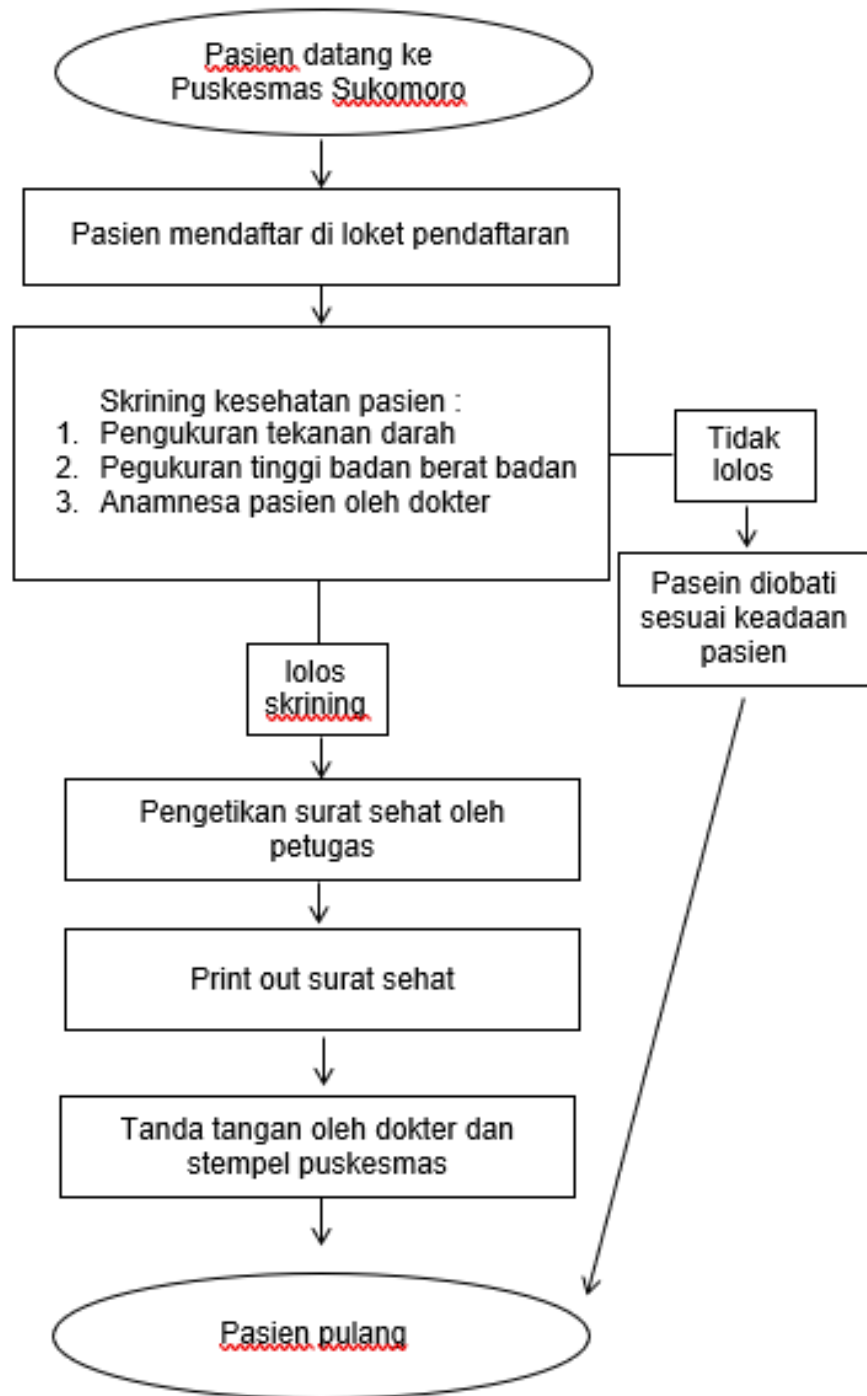 Pasien datang ke
Puskesmas Sukomoro
Pasien mendaftar di loket pendaftaran
Skrining kesehatan pasien :
1. Pengukuran tekanan darah
2. Pegukuran tinggi badan berat badan
3. Anamnesa pasien oleh dokter
Tidak
lolos
Pasein diobati
sesuai keadaan
pasien
lolos
skrining
Pengetikan surat sehat oleh
petugas
Print out surat sehat
Tanda tangan oleh dokter dan
stempel puskesmas
Pasien pulang